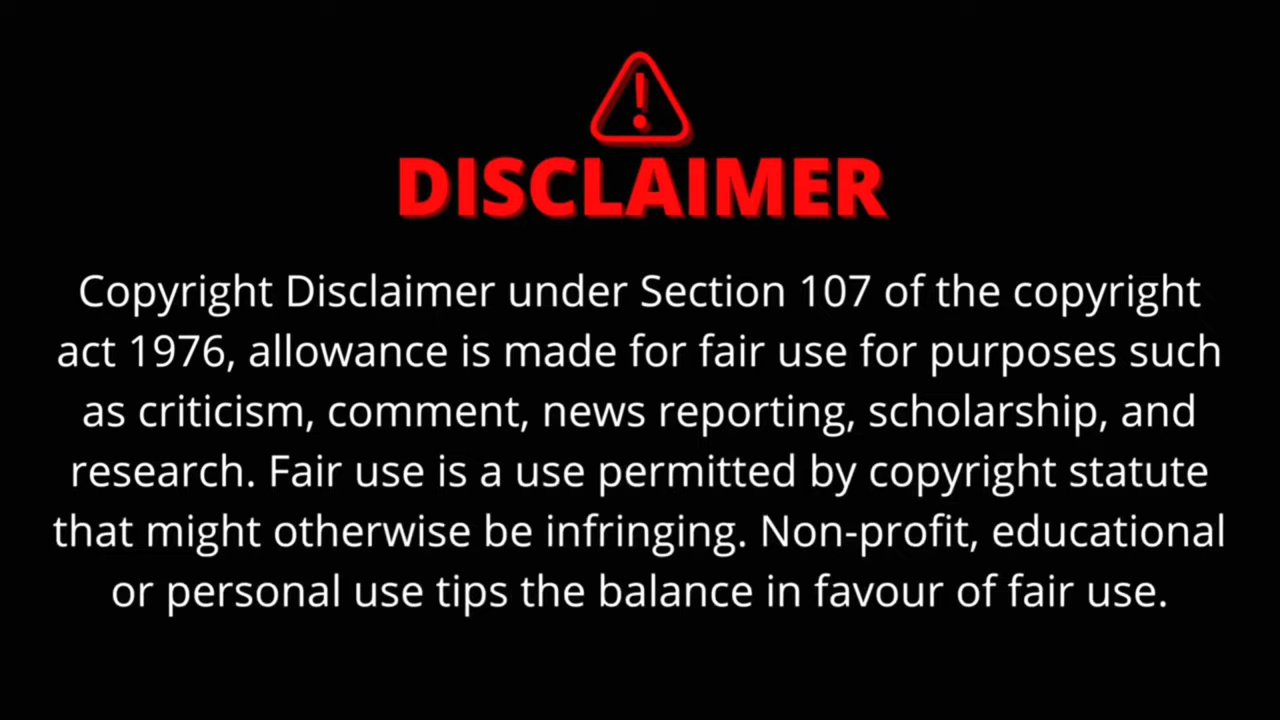 DISCLAIMER
Copyright Disclaimer under Section 107 of the copyright
act 1976, allowance is made for fair use for purposes such
as criticism, comment, news reporting, scholarship, and
research. Fair use is a use permitted by copyright statute
that might otherwise be infringing. Non-profit, educational
or personal use tips the balance in favour of fair use.